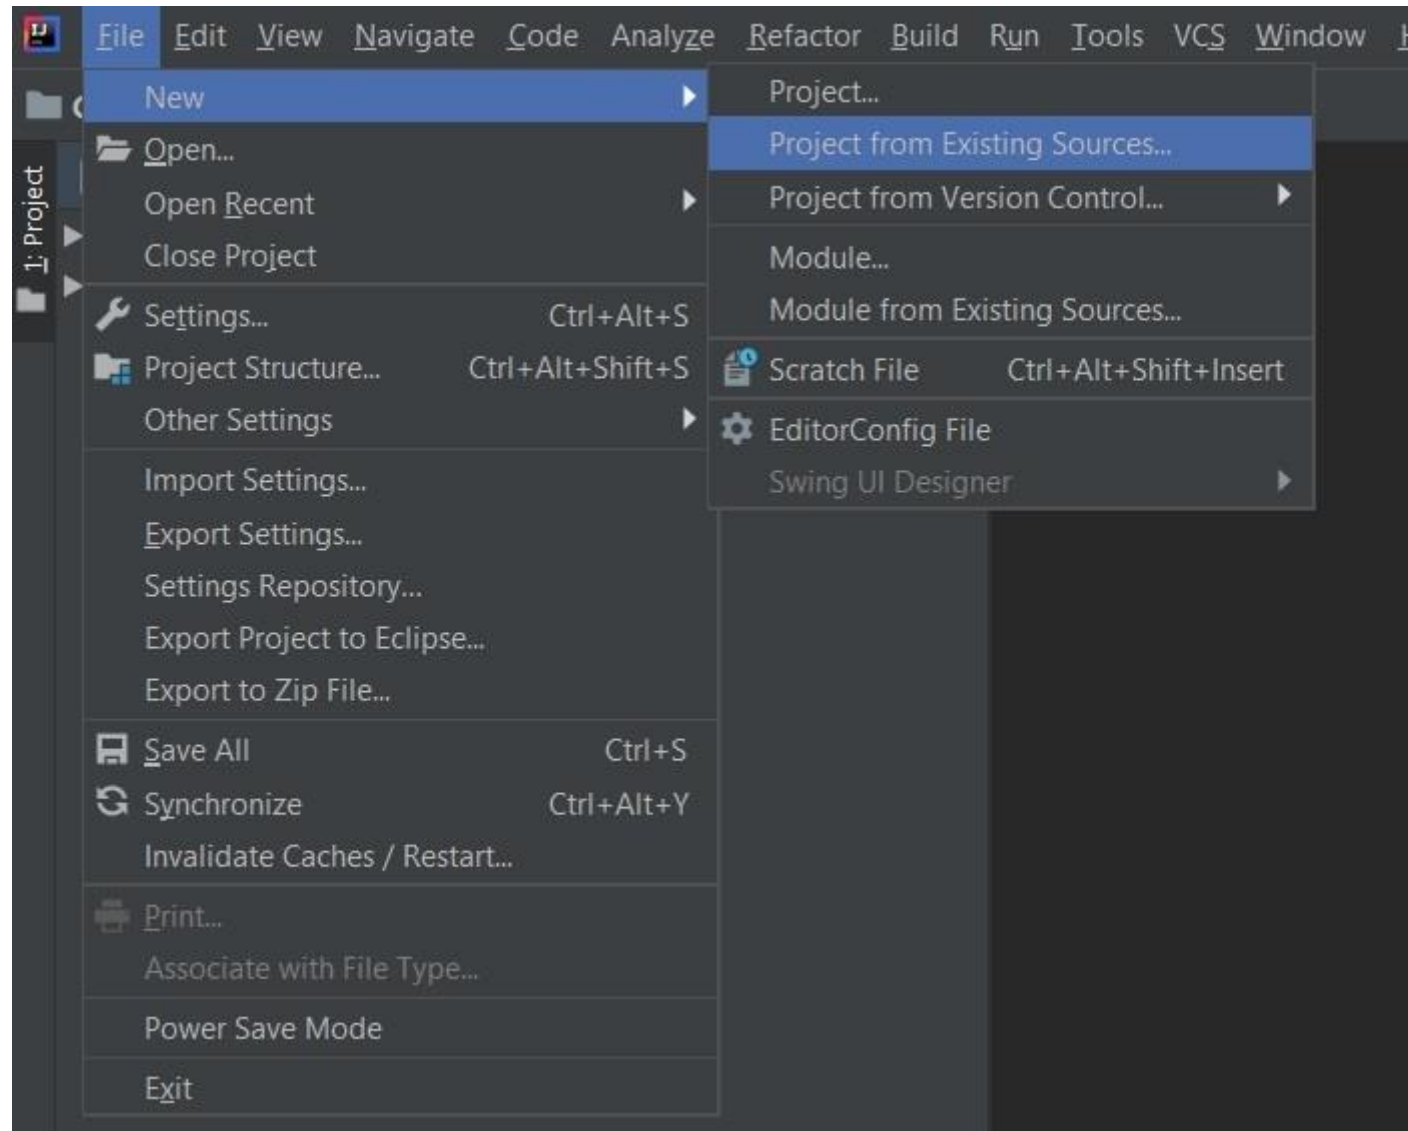 IJ
File Edit View Navigate Code Analyze Refactor Build Run Tools VCS Window
New
Open...
Open Recent
Close Project
Settings... Ctrl+Alt+S
Project Structure... Ctrl+Alt+Shift+S
Other Settings
Import Settings...
Export Settings...
Settings Repository...
Export Project to Eclipse...
Export to Zip File...
Save All Ctrl+S
Synchronize Ctrl+Alt+Y
Invalidate Caches / Restart...
Print...
Associate with File Type...
Power Save Mode
Exit
Project...
Project from Existing Sources...
Project from Version Control...
Module...
Module from Existing Sources...
Scratch File Ctrl+Alt+Shift+Insert
EditorConfig File
Swing UI Designer
1: Project